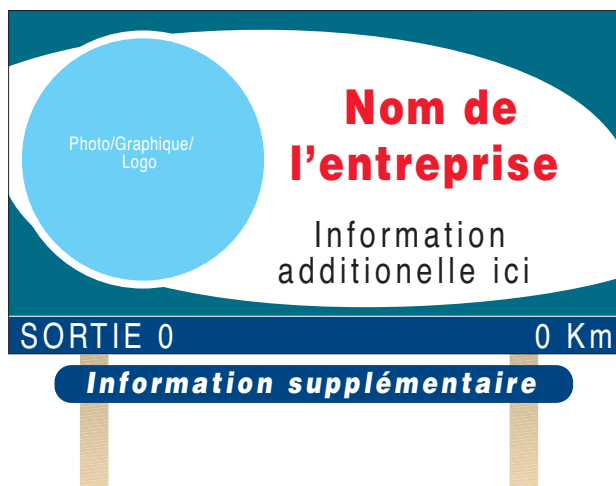 Photo/Graphique/
Logo
Nom de
l’entreprise
Information
additionelle ici
SORTIE 0
0 Km
Information supplémentaire